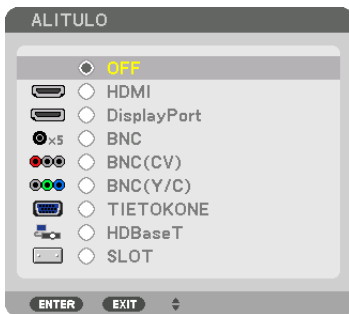 ALITULO
OFF
HDMI
DisplayPort
×5 BNC
BNC(CV)
BNC(Y/C)
TIETOKONE
HDBaseT
SLOT
ENTER EXIT